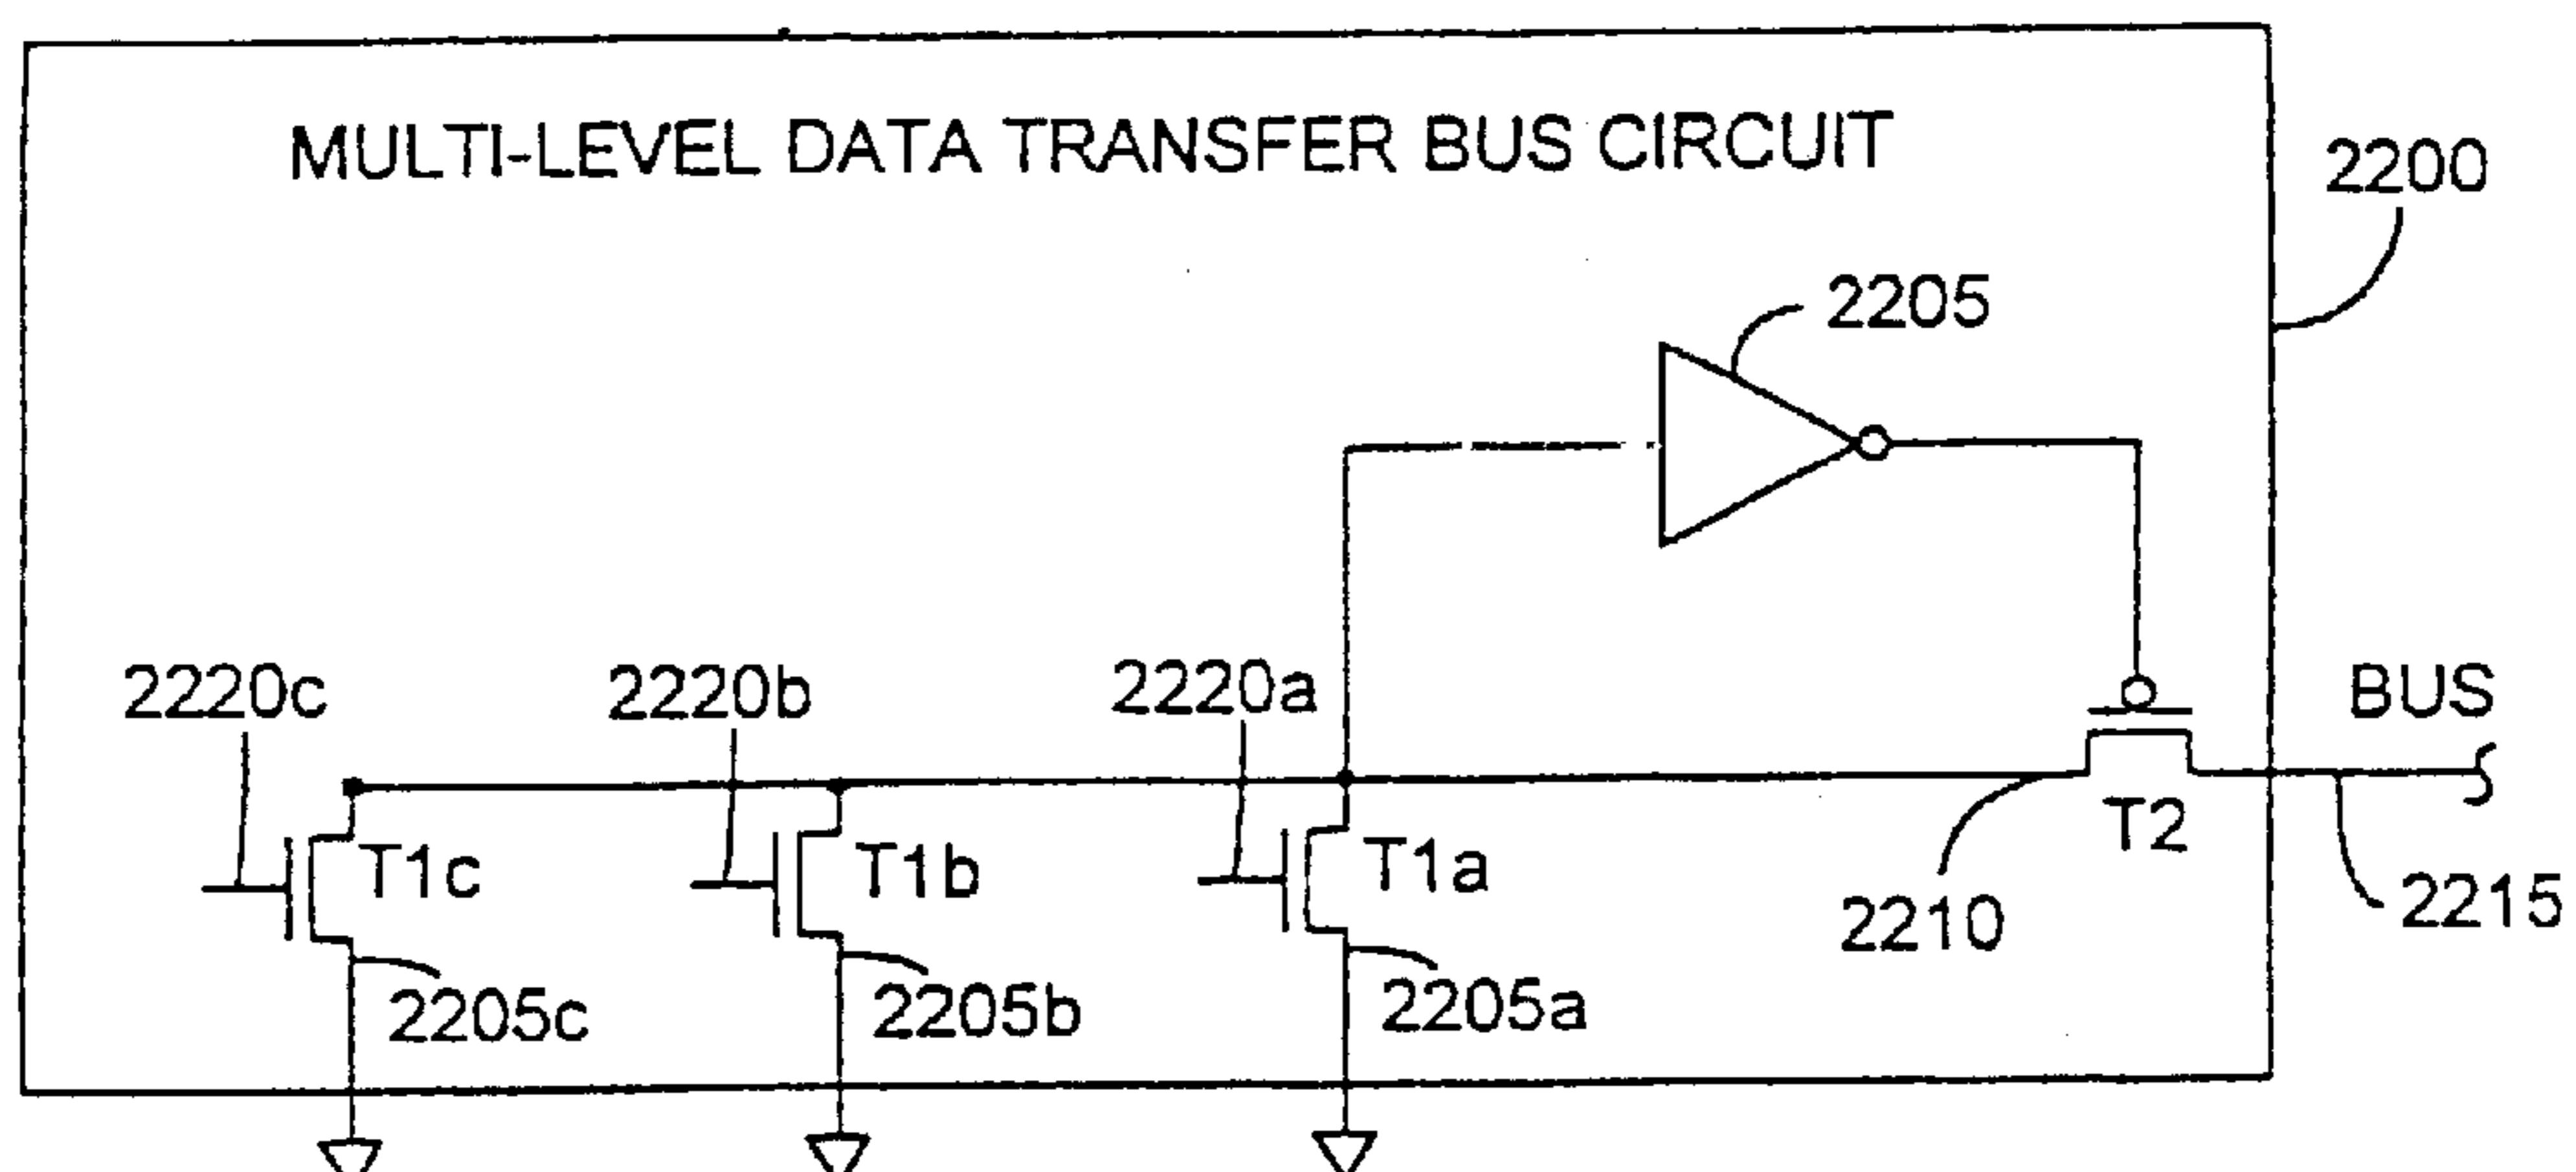 MULTI-LEVEL DATA TRANSFER BUS CIRCUIT
2200
2205
2220c
2220b
2220a
BUS
T1c
T1b
T1a
T2
2210
2215
2205c
2205b
2205a